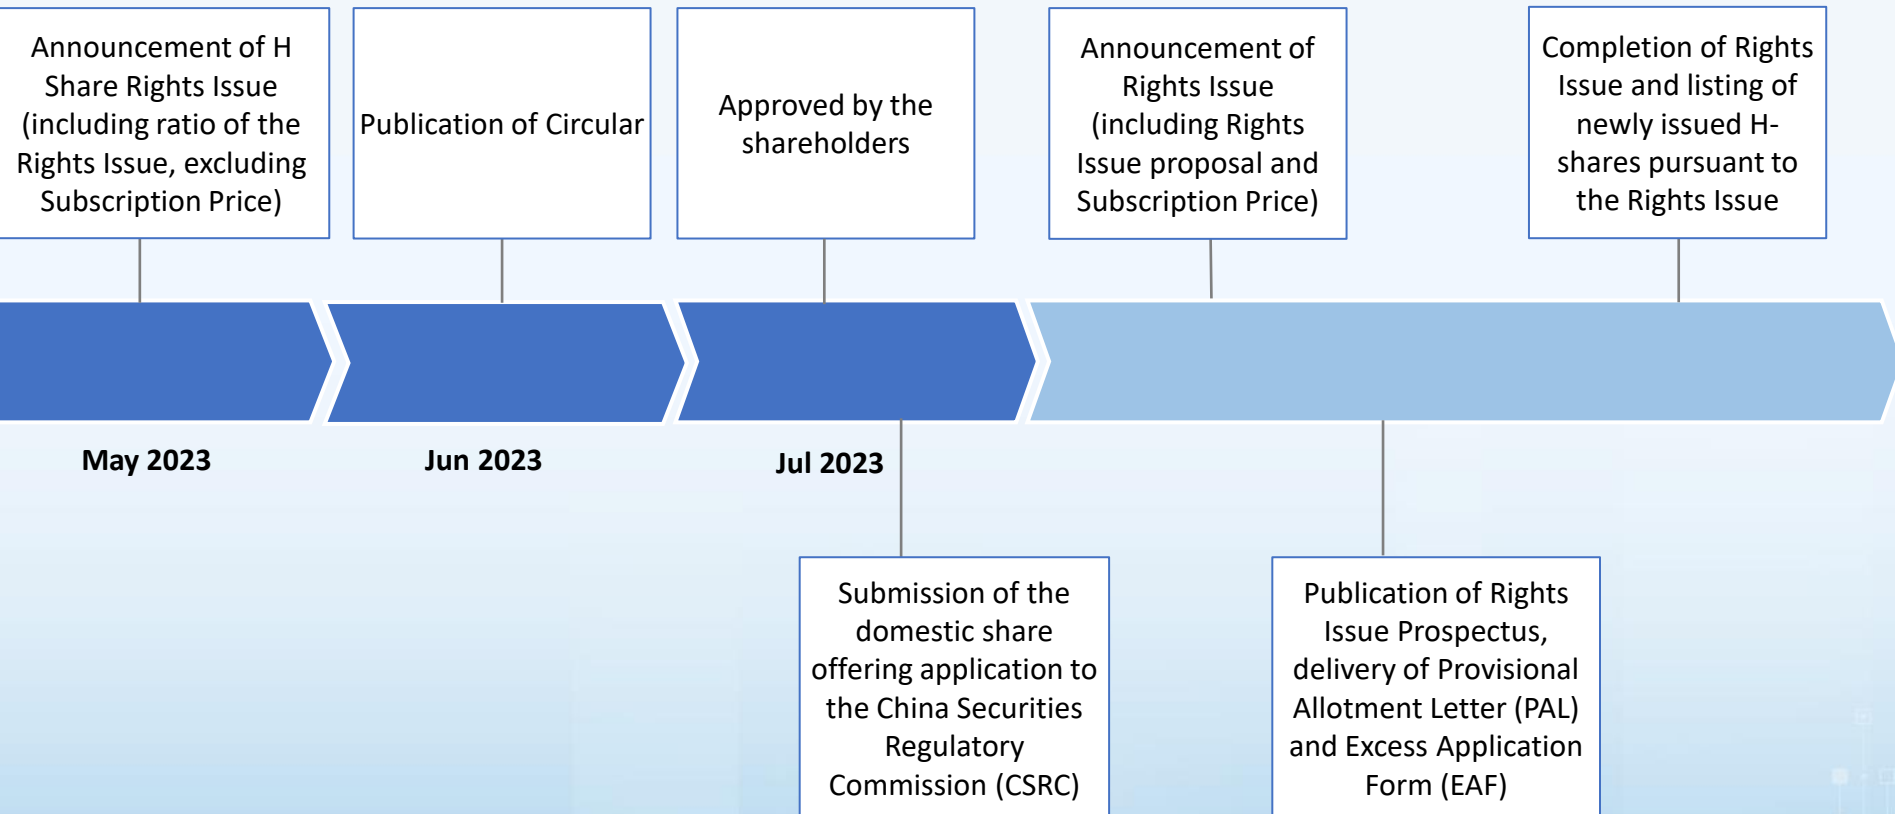 Announcement of H
Share Rights Issue
(including ratio of the
Rights Issue, excluding
Subscription Price)
Publication of Circular
Approved by the
shareholders
Announcement of
Rights Issue
(including Rights
Issue proposal and
Subscription Price)
Completion of Rights
Issue and listing of
newly issued H-
shares pursuant to
the Rights Issue
May 2023
Jun 2023
Jul 2023
Submission of the
domestic share
offering application to
the China Securities
Regulatory
Commission (CSRC)
Publication of Rights
Issue Prospectus,
delivery of Provisional
Allotment Letter (PAL)
and Excess Application
Form (EAF)